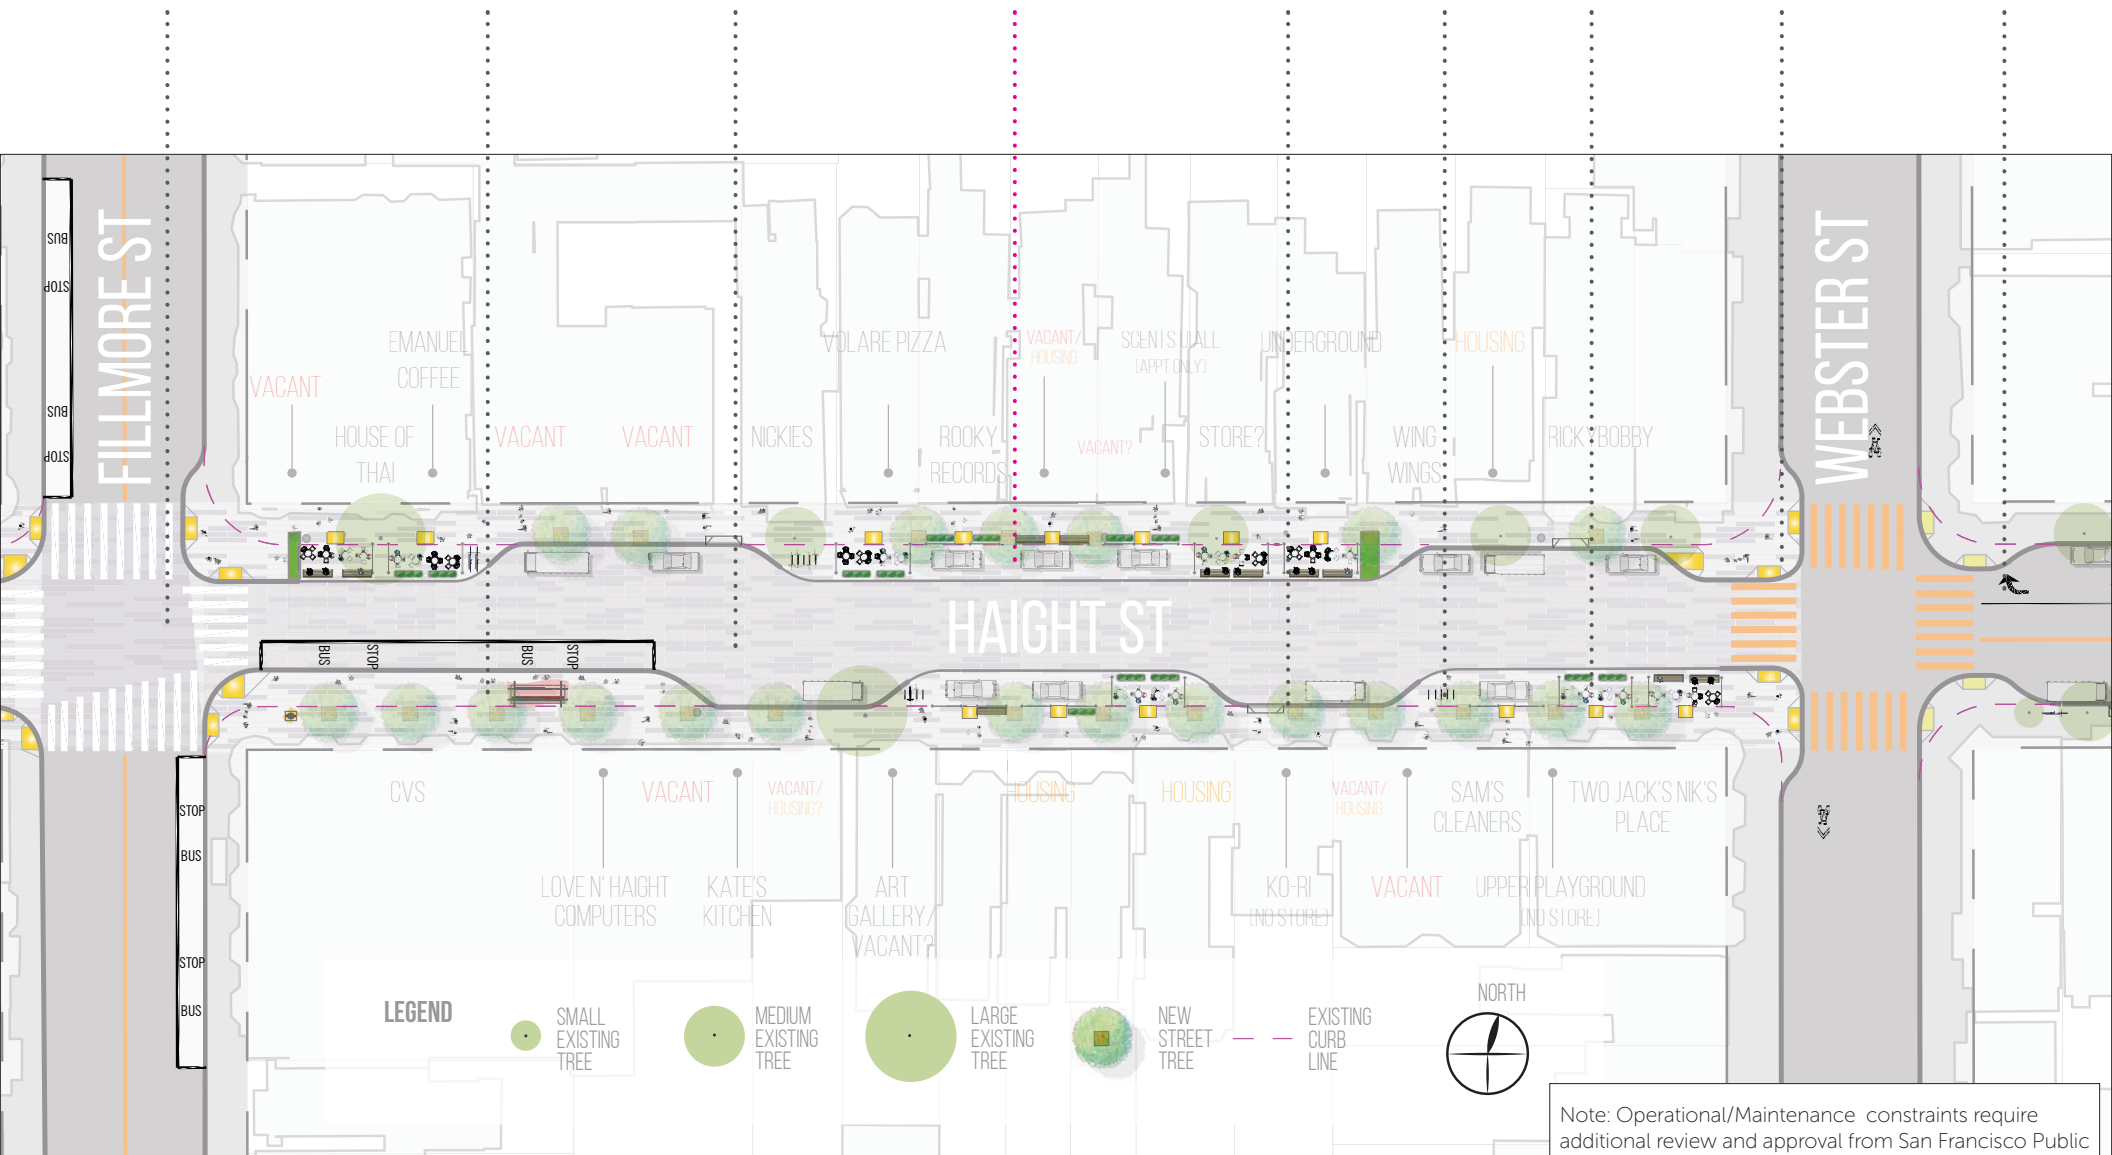 BUS
STOP
BUS
STOP
FILLMORE ST
WEBSTER ST
EMANUEL
COFFEE
VACANT
HOUSE OF
THAI
VACANT
VACANT
NICKIES
VOLARE PIZZA
ROOKY
RECORDS
VACANT/
HOUSING
VACANT?
SCENTS U ALL
(APPT ONLY)
STORE?
UNDERGROUND
WING
WINGS
HOUSING
RICKYBOBBY
HAIGHT ST
BUS
STOP
BUS
STOP
STOP
BUS
STOP
BUS
CVS
LOVE N' HAIGHT
COMPUTERS
VACANT
KATE'S
KITCHEN
VACANT/
HOUSING?
ART
GALLERY/
VACANT?
HOUSING
HOUSING
KO-RI
(NO STORE)
VACANT/
HOUSING
VACANT
SAM'S
CLEANERS
UPPER PLAYGROUND
(NO STORE)
TWO JACK'S NIK'S
PLACE
LEGEND
SMALL
EXISTING
TREE
MEDIUM
EXISTING
TREE
LARGE
EXISTING
TREE
NEW
STREET
TREE
EXISTING
CURB
LINE
NORTH
Note: Operational/Maintenance constraints require
additional review and approval from San Francisco Public